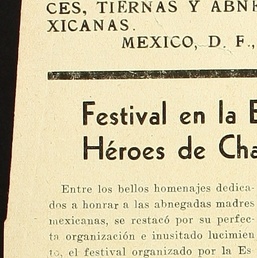 CES, TIERNAS Y ABNE
XICANAS.
MEXICO, D. F.,
Festival en la E
Héroes de Cha
Entre los bellos homenajes dedica-
dos a honrar a las abnegadas madres
mexicanas, se restacó por su perfec-
ta organización e inusitado lucimien
to, el festival organizado por la Es